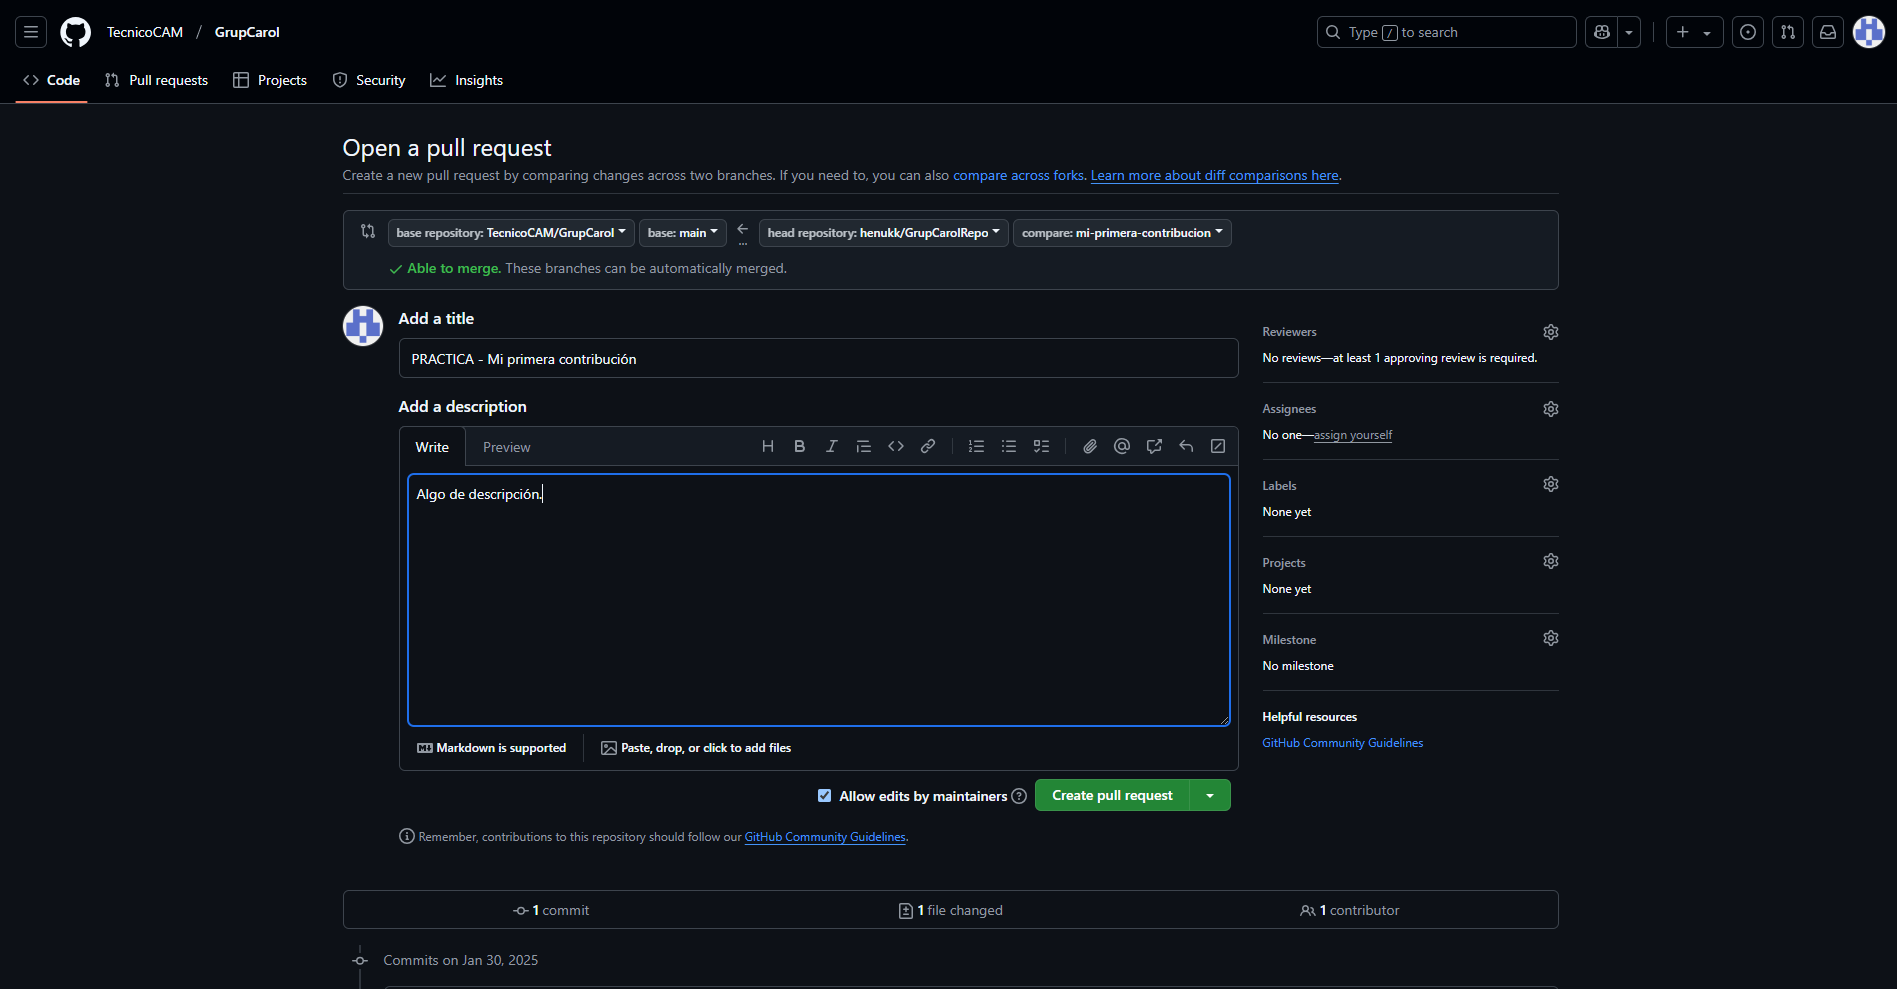 TecnicoCAM / GrupCarol
Type / to search
Code Pull requests Projects Security Insights
Open a pull request
Create a new pull request by comparing changes across two branches. If you need to, you can also compare across forks. Learn more about diff comparisons here.
base repository: TecnicoCAM/GrupCarol base: main ... head repository: henukk/GrupCarolRepo compare: mi-primera-contribucion
Able to merge. These branches can be automatically merged.
Add a title
PRACTICA - Mi primera contribución
Add a description
Write Preview
Algo de descripción.
Markdown is supported Paste, drop, or click to add files
Allow edits by maintainers Create pull request
Remember, contributions to this repository should follow our GitHub Community Guidelines.
Reviewers
No reviews—at least 1 approving review is required.
Assignees
No one—assign yourself
Labels
None yet
Projects
None yet
Milestone
No milestone
Helpful resources
GitHub Community Guidelines
1 commit 1 file changed 1 contributor
Commits on Jan 30, 2025